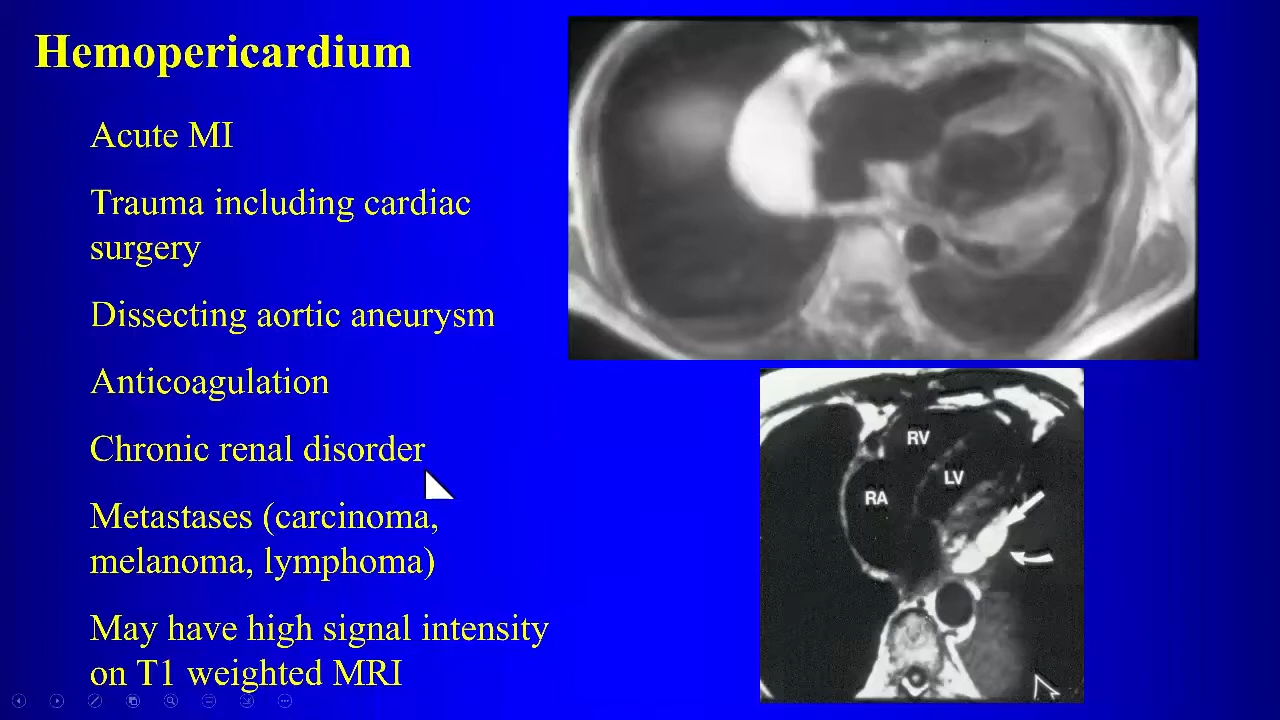 Hemopericardium
Acute MI
Trauma including cardiac
surgery
Dissecting aortic aneurysm
Anticoagulation
Chronic renal disorder
Metastases (carcinoma,
melanoma, lymphoma)
May have high signal intensity
on T1 weighted MRI
RV
LV
RA